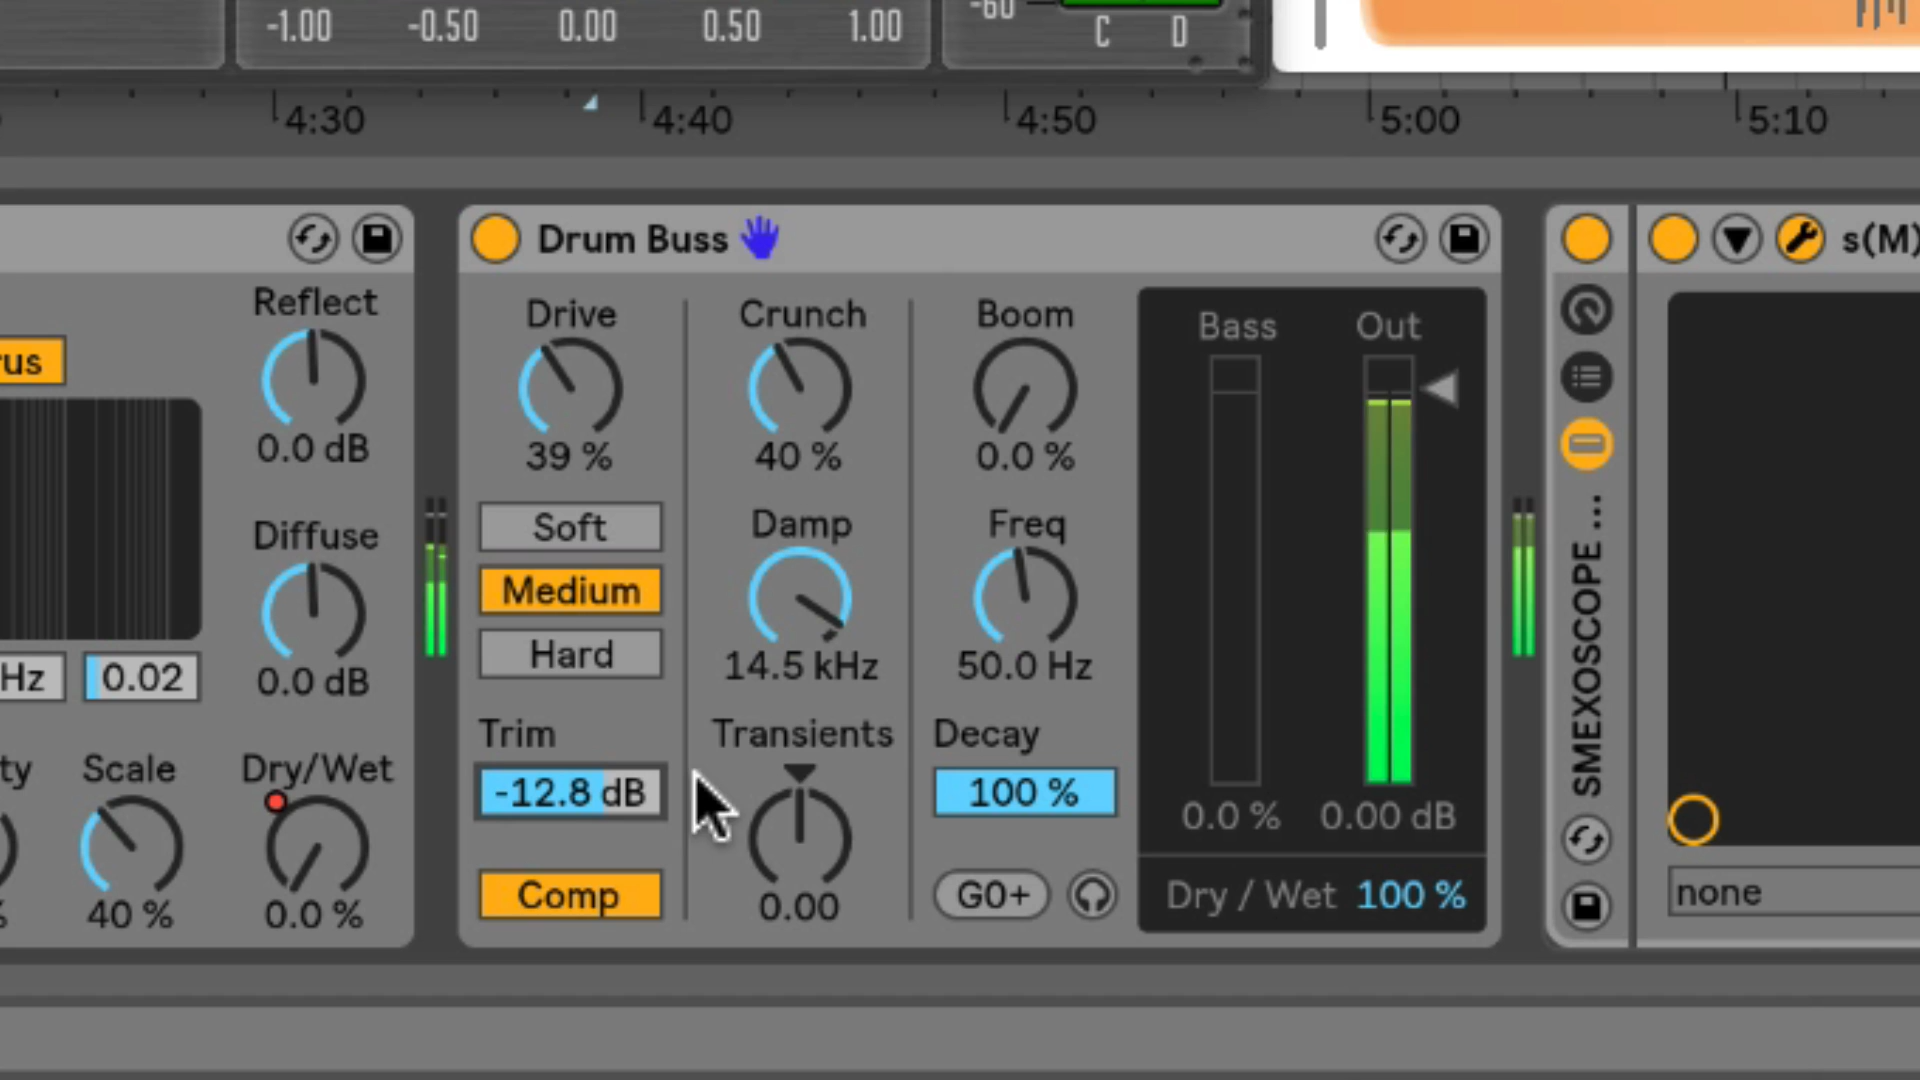 -1.00 -0.50 0.00 0.50 1.00
-60
C D
4:30 4:40 4:50 5:00 5:10
Drum Buss
s(M)
Reflect
0.0 dB
Diffuse
0.0 dB
Hz 0.02
Scale
40 %
Dry/Wet
0.0 %
Drive
39 %
Soft
Medium
Hard
Trim
-12.8 dB
Comp
Crunch
40 %
Damp
14.5 kHz
Transients
0.00
Boom
0.0 %
Freq
50.0 Hz
Decay
100 %
G0+
Bass
0.0 %
Out
0.00 dB
Dry / Wet 100 %
SMEXOSCOPE ...
none